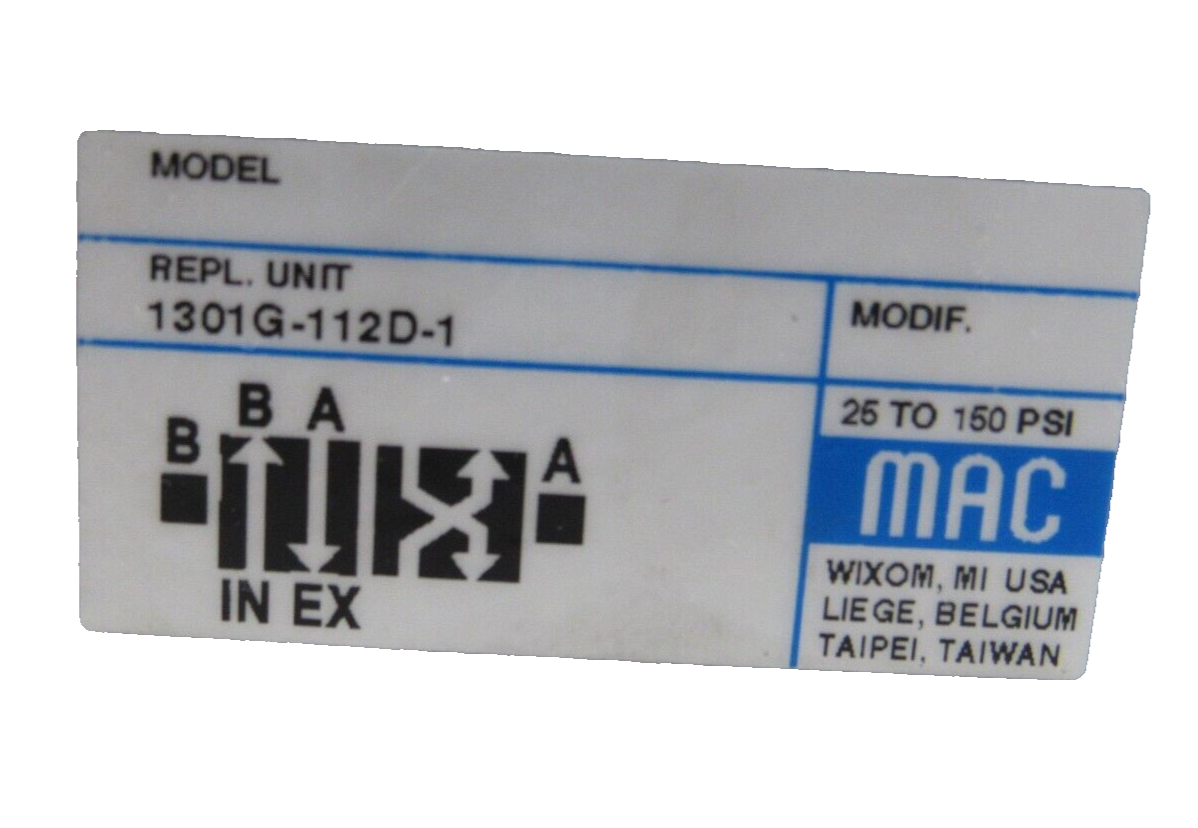 MODEL
REPL. UNIT
1301G-112D-1
MODIF.
25 TO 150 PSI
MAC
WIXOM, MI USA
LIEGE, BELGIUM
TAIPEI, TAIWAN
B A
B
A
IN EX